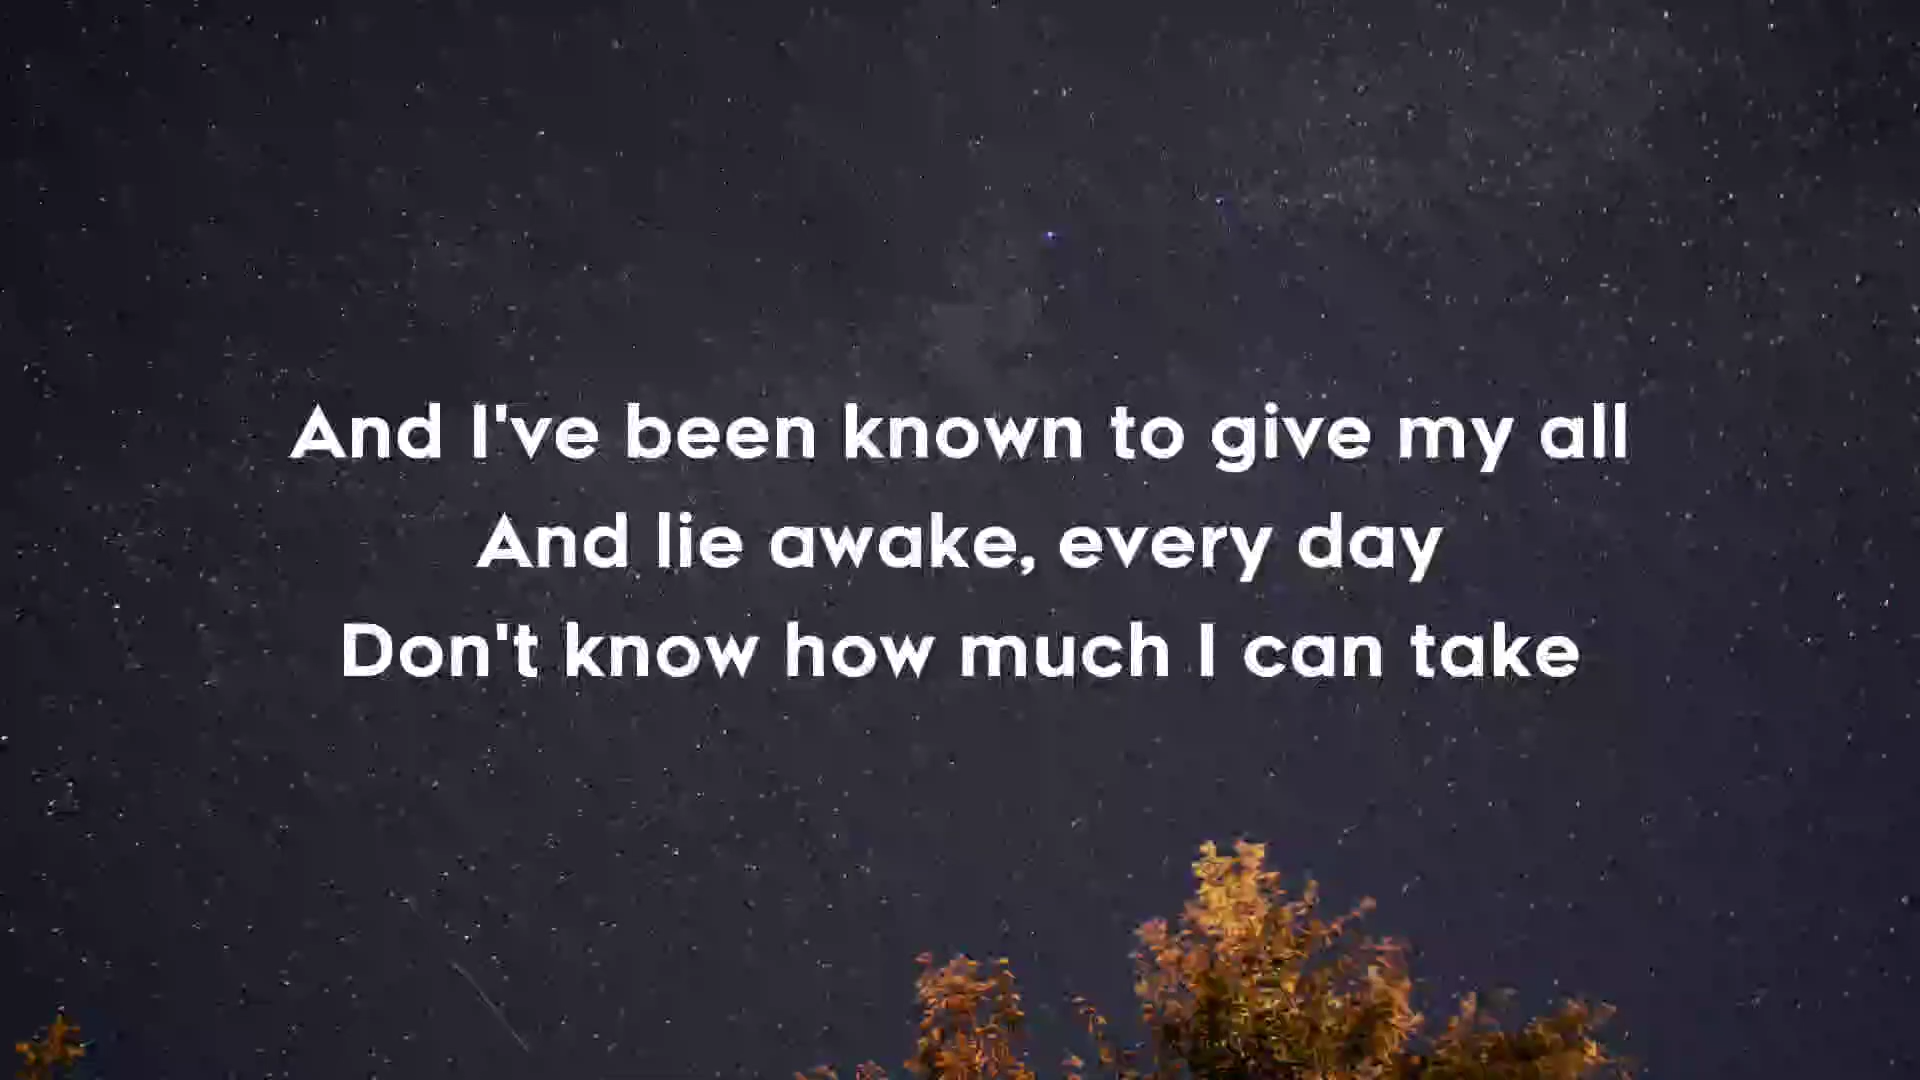 And I've been known to give my all
And lie awake, every day
Don't know how much I can take